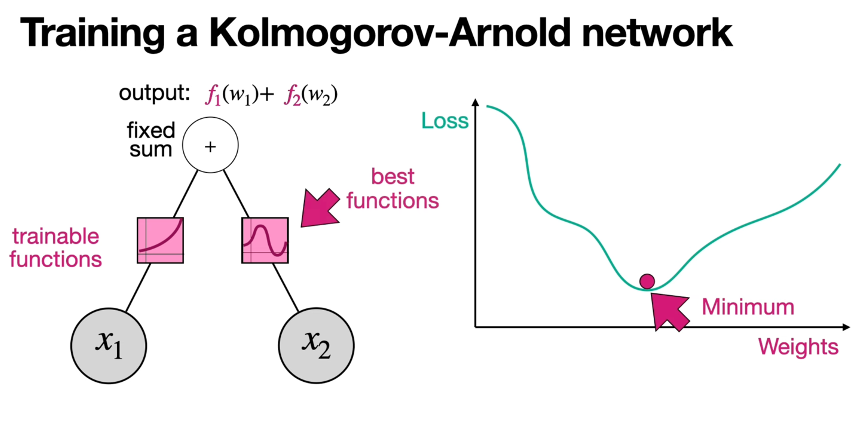 Training a Kolmogorov-Arnold network
output: f₁(w₁)+ f₂(w₂)
fixed
sum
+
best
functions
trainable
functions
x₁
x₂
Loss
Minimum
Weights